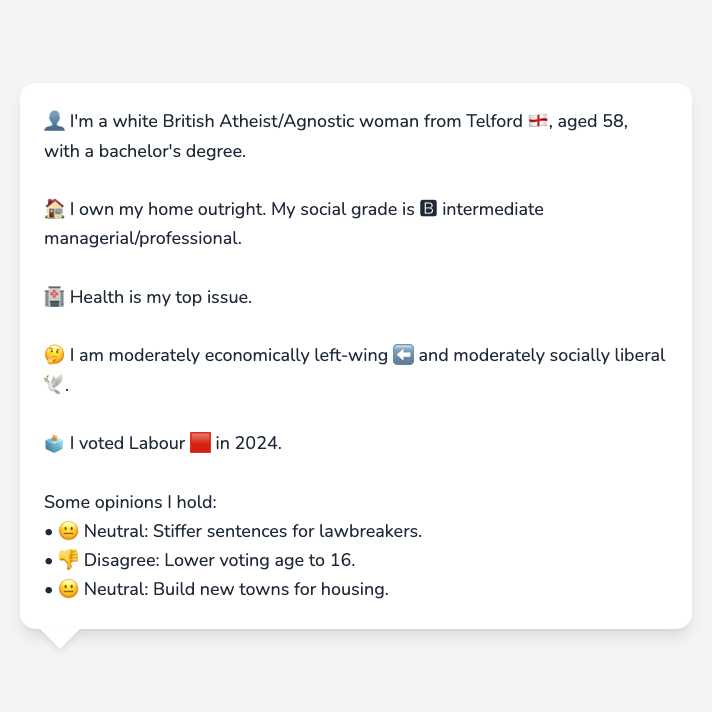 👤 I'm a white British Atheist/Agnostic woman from Telford 🏴󠁧󠁢󠁥󠁮󠁧󠁿, aged 58,
with a bachelor's degree.
🏠 I own my home outright. My social grade is 🅱 intermediate
managerial/professional.
🏥 Health is my top issue.
🤔 I am moderately economically left-wing ⬅️ and moderately socially liberal
🕊️.
🗳️ I voted Labour 🟥 in 2024.
Some opinions I hold:
• 😐 Neutral: Stiffer sentences for lawbreakers.
• 👎 Disagree: Lower voting age to 16.
• 😐 Neutral: Build new towns for housing.